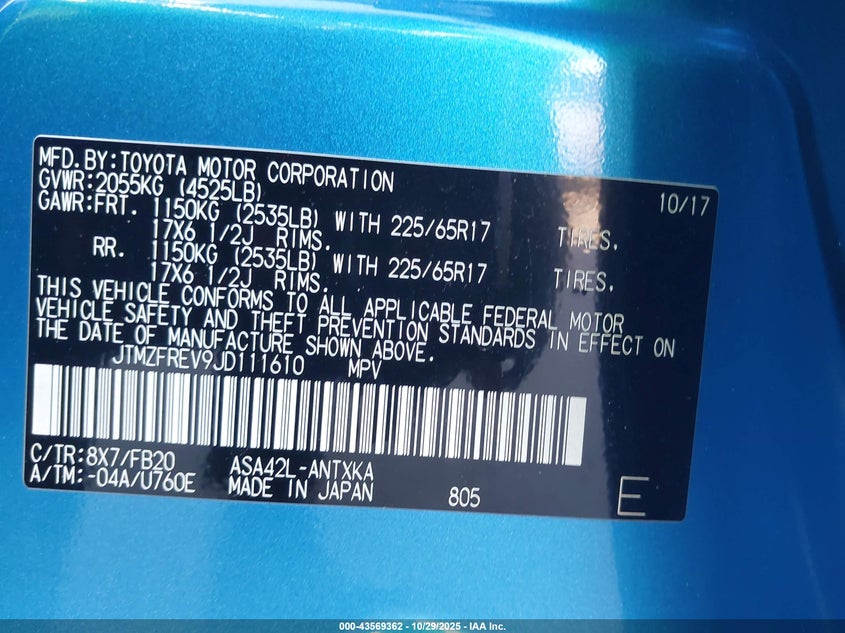 MFD.BY:TOYOTA MOTOR CORPORATION 10/17
GVWR:2055KG (4525LB)
GAWR:FRT. 1150KG (2535LB) WITH 225/65R17 TIRES.
17X6 1/2J RIMS.
RR. 1150KG (2535LB) WITH 225/65R17 TIRES.
17X6 1/2J RIMS.
THIS VEHICLE CONFORMS TO ALL APPLICABLE FEDERAL MOTOR
VEHICLE SAFETY AND THEFT PREVENTION STANDARDS IN EFFECT ON
THE DATE OF MANUFACTURE SHOWN ABOVE.
JTMZFREV9JD111610 MPV
C/TR:8X7/FB20 ASA42L-ANTXKA
A/TM:-04A/U760E MADE IN JAPAN 805 E
000-43569362 - 10/29/2025 - IAA Inc.